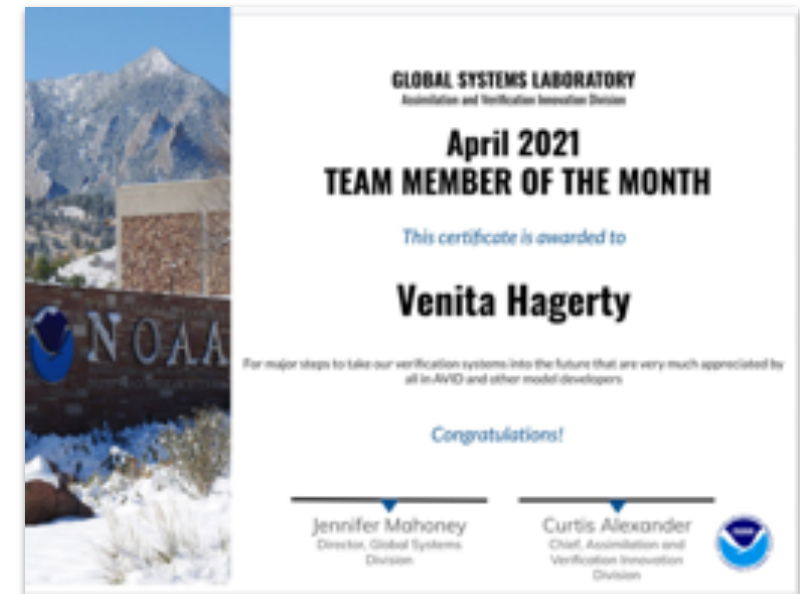 GLOBAL SYSTEMS LABORATORY
Assimilation and Verification Innovation Division
April 2021
TEAM MEMBER OF THE MONTH
This certificate is awarded to
Venita Hagerty
NOAA
For major steps to take our verification systems into the future that are very much appreciated by
all in AVID and other model developers
Congratulations!
Jennifer Mahoney
Director, Global Systems
Division
Curtis Alexander
Chief, Assimilation and
Verification Innovation
Division
NOAA